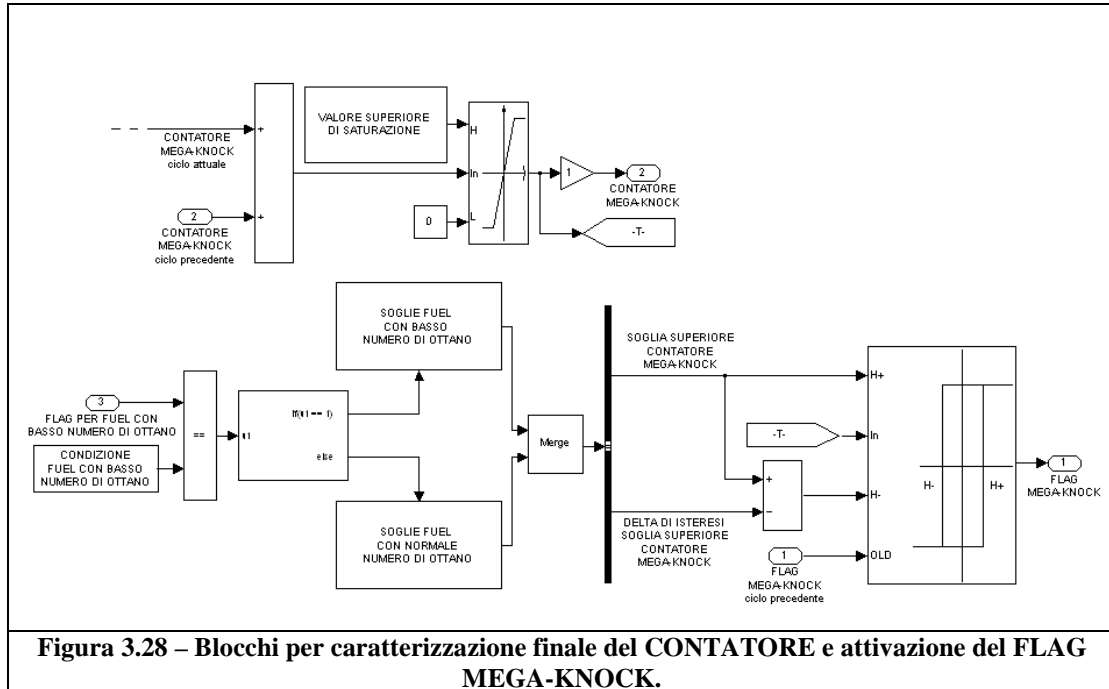 VALORE SUPERIORE
DI SATURAZIONE
H
In
L
0
+
+
CONTATORE
MEGA-KNOCK
ciclo attuale
2
CONTATORE
MEGA-KNOCK
ciclo precedente
1
2
CONTATORE
MEGA-KNOCK
-T-
SOGLIE FUEL
CON BASSO
NUMERO DI OTTANO
3
FLAG PER FUEL CON
BASSO NUMERO DI OTTANO
CONDIZIONE
FUEL CON BASSO
NUMERO DI OTTANO
==
u1
if(u1 == 1)
else
SOGLIE FUEL
CON NORMALE
NUMERO DI OTTANO
Merge
SOGLIA SUPERIORE
CONTATORE
MEGA-KNOCK
-T-
+
−
DELTA DI ISTERESI
SOGLIA SUPERIORE
CONTATORE
MEGA-KNOCK
1
FLAG
MEGA-KNOCK
ciclo precedente
H+
In
H-
OLD
H-
H+
1
FLAG
MEGA-KNOCK
Figura 3.28 – Blocchi per caratterizzazione finale del CONTATORE e attivazione del FLAG
MEGA-KNOCK.